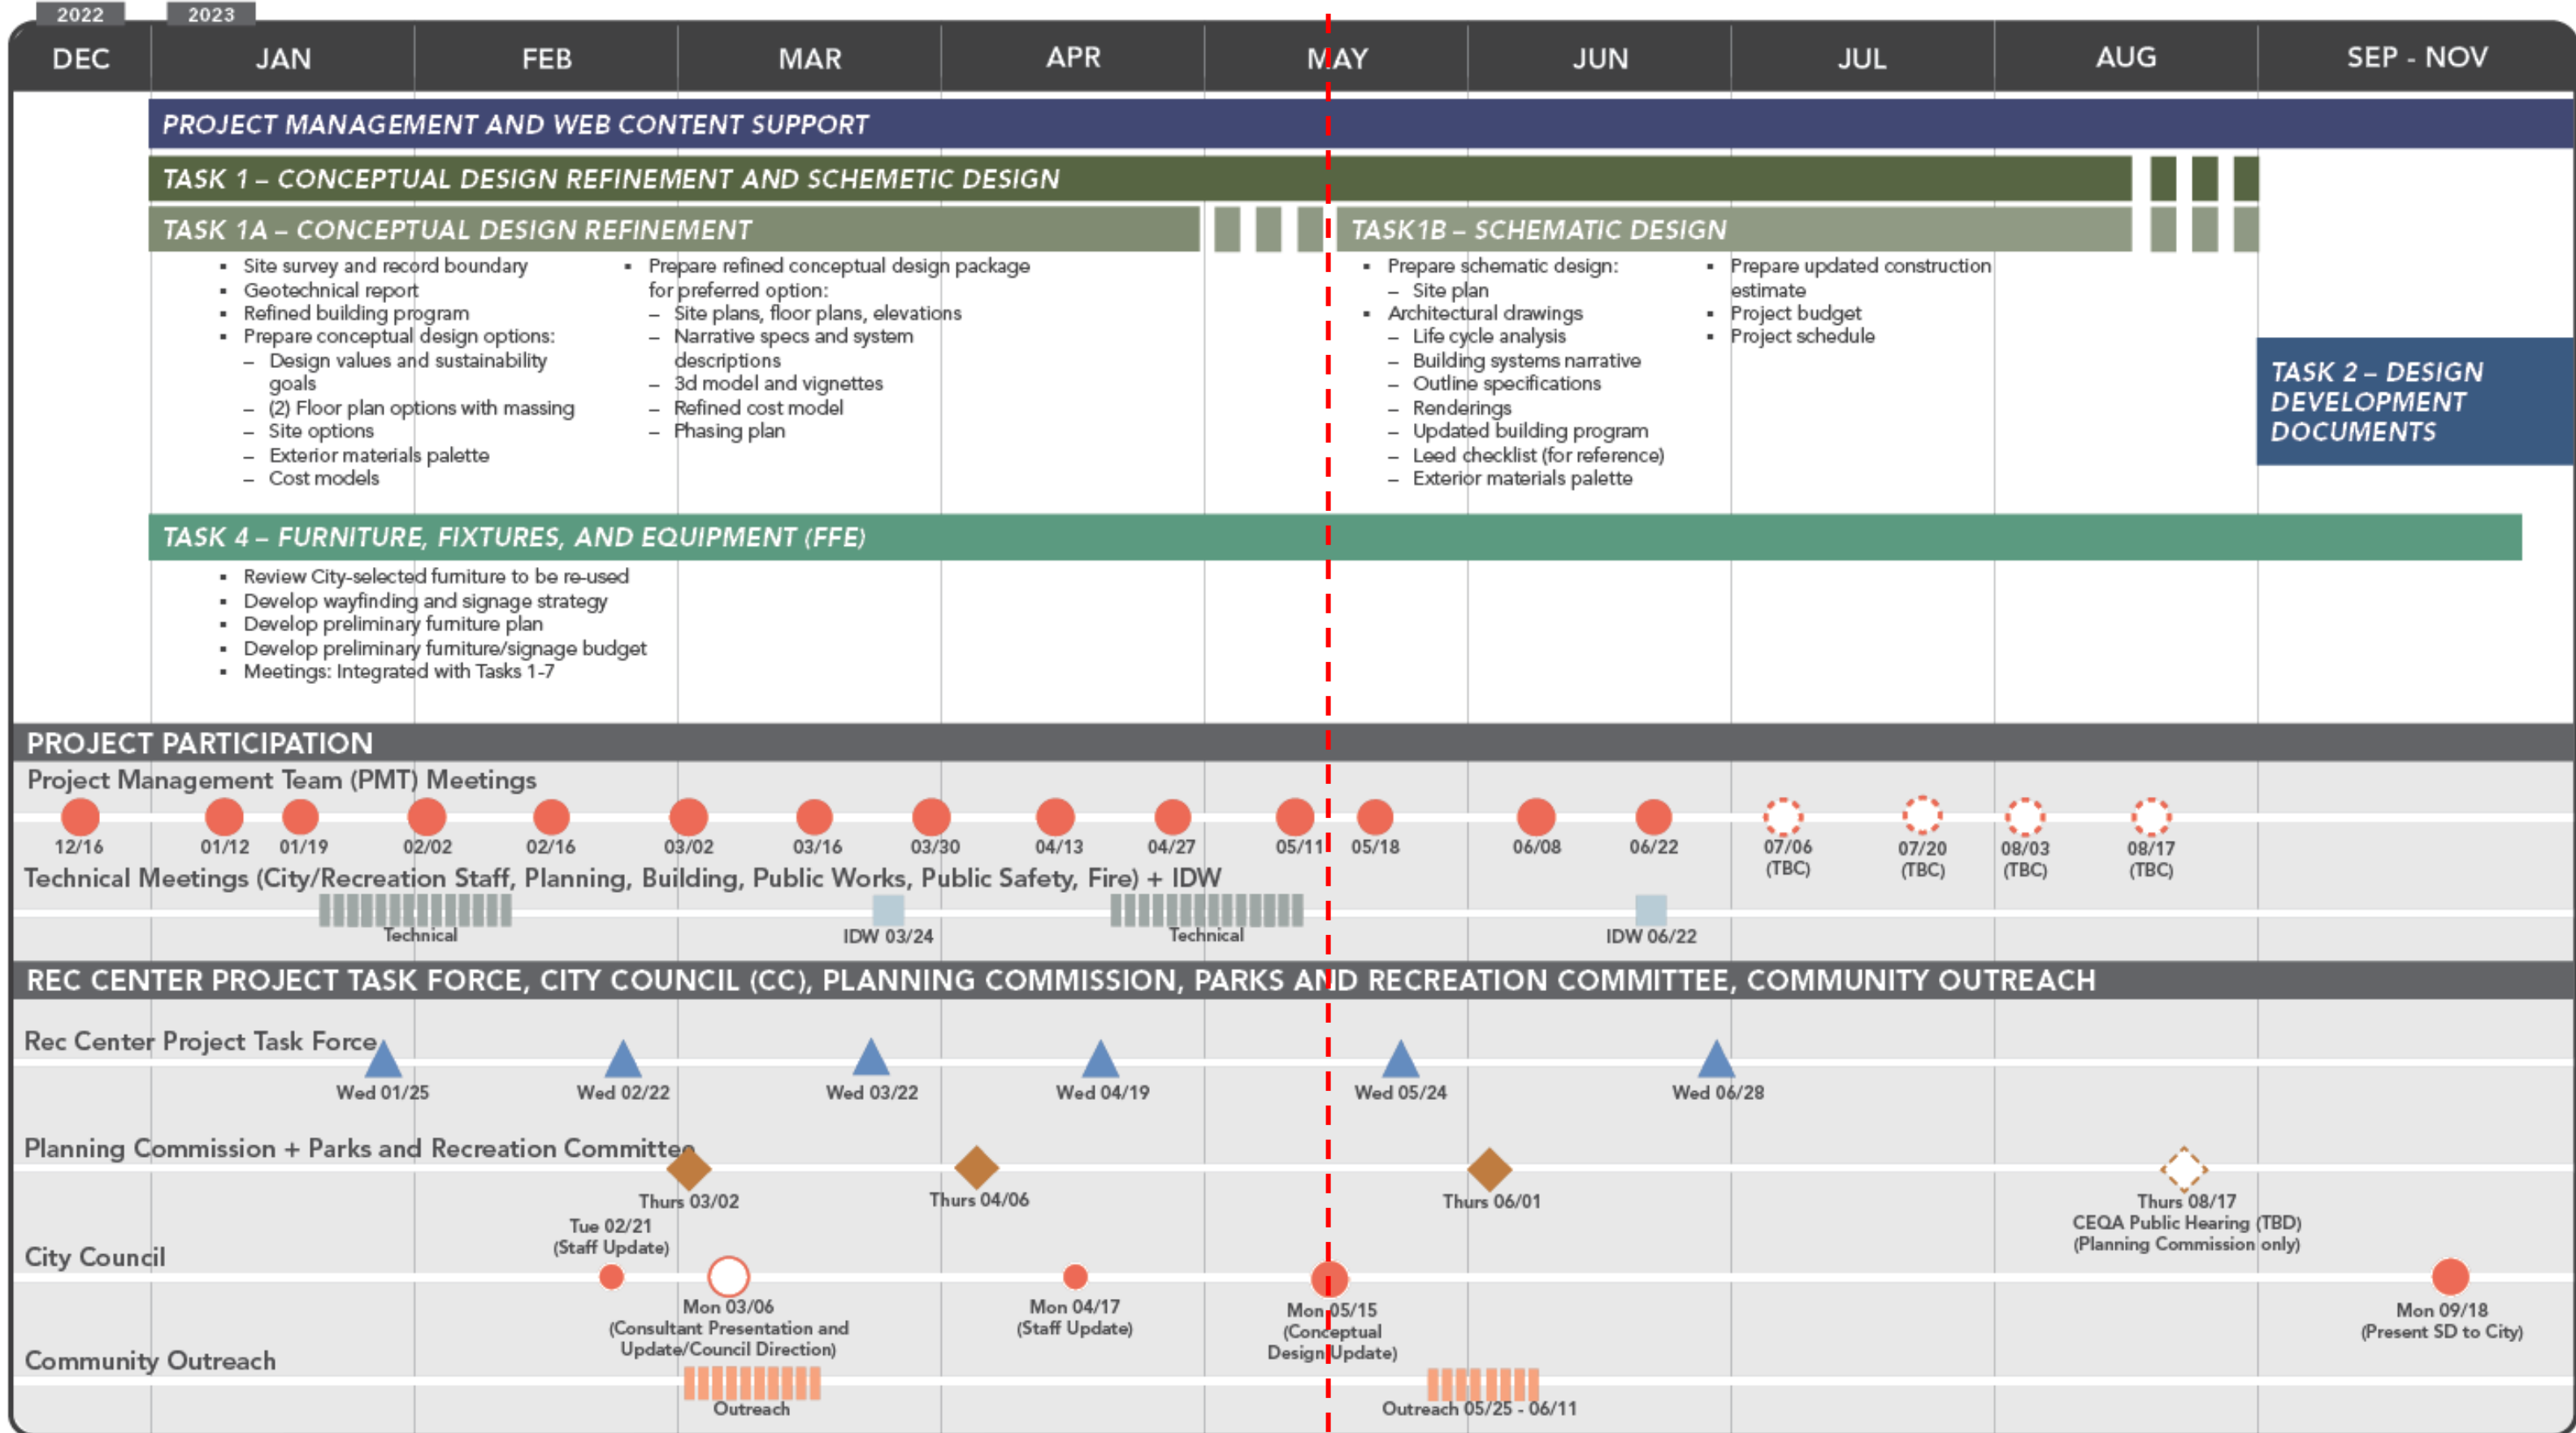 2022
2023
DEC
JAN
FEB
MAR
APR
MAY
JUN
JUL
AUG
SEP - NOV
PROJECT MANAGEMENT AND WEB CONTENT SUPPORT
TASK 1 – CONCEPTUAL DESIGN REFINEMENT AND SCHEMETIC DESIGN
TASK 1A – CONCEPTUAL DESIGN REFINEMENT
▪ Site survey and record boundary
▪ Geotechnical report
▪ Refined building program
▪ Prepare conceptual design options:
– Design values and sustainability
goals
– (2) Floor plan options with massing
– Site options
– Exterior materials palette
– Cost models
▪ Prepare refined conceptual design package
for preferred option:
– Site plans, floor plans, elevations
– Narrative specs and system
descriptions
– 3d model and vignettes
– Refined cost model
– Phasing plan
TASK1B – SCHEMATIC DESIGN
▪ Prepare schematic design:
– Site plan
▪ Architectural drawings
– Life cycle analysis
– Building systems narrative
– Outline specifications
– Renderings
– Updated building program
– Leed checklist (for reference)
– Exterior materials palette
▪ Prepare updated construction
estimate
▪ Project budget
▪ Project schedule
TASK 2 – DESIGN
DEVELOPMENT
DOCUMENTS
TASK 4 – FURNITURE, FIXTURES, AND EQUIPMENT (FFE)
▪ Review City-selected furniture to be re-used
▪ Develop wayfinding and signage strategy
▪ Develop preliminary furniture plan
▪ Develop preliminary furniture/signage budget
▪ Meetings: Integrated with Tasks 1-7
PROJECT PARTICIPATION
Project Management Team (PMT) Meetings
12/16
01/12
01/19
02/02
02/16
03/02
03/16
03/30
04/13
04/27
05/11
05/18
06/08
06/22
07/06
(TBC)
07/20
(TBC)
08/03
(TBC)
08/17
(TBC)
Technical Meetings (City/Recreation Staff, Planning, Building, Public Works, Public Safety, Fire) + IDW
Technical
IDW 03/24
Technical
IDW 06/22
REC CENTER PROJECT TASK FORCE, CITY COUNCIL (CC), PLANNING COMMISSION, PARKS AND RECREATION COMMITTEE, COMMUNITY OUTREACH
Rec Center Project Task Force
Wed 01/25
Wed 02/22
Wed 03/22
Wed 04/19
Wed 05/24
Wed 06/28
Planning Commission + Parks and Recreation Committee
Thurs 03/02
Thurs 04/06
Thurs 06/01
Thurs 08/17
CEQA Public Hearing (TBD)
(Planning Commission only)
City Council
Tue 02/21
(Staff Update)
Mon 03/06
(Consultant Presentation and
Update/Council Direction)
Mon 04/17
(Staff Update)
Mon 05/15
(Conceptual
Design Update)
Mon 09/18
(Present SD to City)
Community Outreach
Outreach
Outreach 05/25 - 06/11